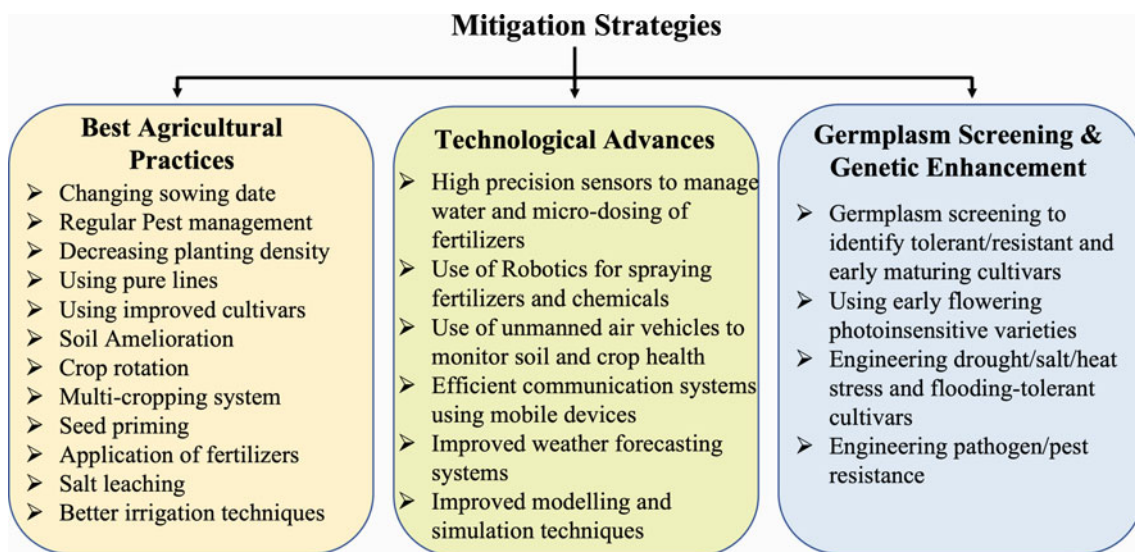 Mitigation Strategies
Best Agricultural
Practices
➢ Changing sowing date
➢ Regular Pest management
➢ Decreasing planting density
➢ Using pure lines
➢ Using improved cultivars
➢ Soil Amelioration
➢ Crop rotation
➢ Multi-cropping system
➢ Seed priming
➢ Application of fertilizers
➢ Salt leaching
➢ Better irrigation techniques
Technological Advances
➢ High precision sensors to manage
water and micro-dosing of
fertilizers
➢ Use of Robotics for spraying
fertilizers and chemicals
➢ Use of unmanned air vehicles to
monitor soil and crop health
➢ Efficient communication systems
using mobile devices
➢ Improved weather forecasting
systems
➢ Improved modelling and
simulation techniques
Germplasm Screening &
Genetic Enhancement
➢ Germplasm screening to
identify tolerant/resistant and
early maturing cultivars
➢ Using early flowering
photoinsensitive varieties
➢ Engineering drought/salt/heat
stress and flooding-tolerant
cultivars
➢ Engineering pathogen/pest
resistance